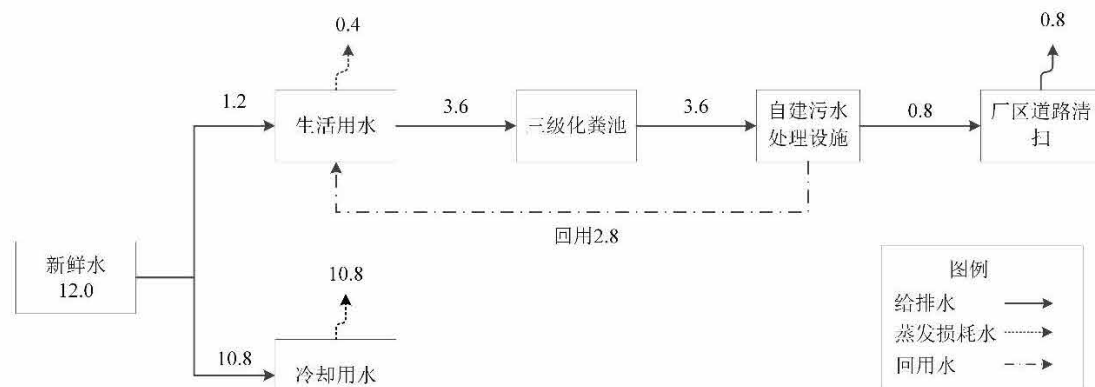 0.4
0.8
1.2
生活用水
3.6
三级化粪池
3.6
自建污水
处理设施
0.8
厂区道路清
扫
回用2.8
新鲜水
12.0
10.8
10.8
冷却用水
图例
给排水
蒸发损耗水
回用水